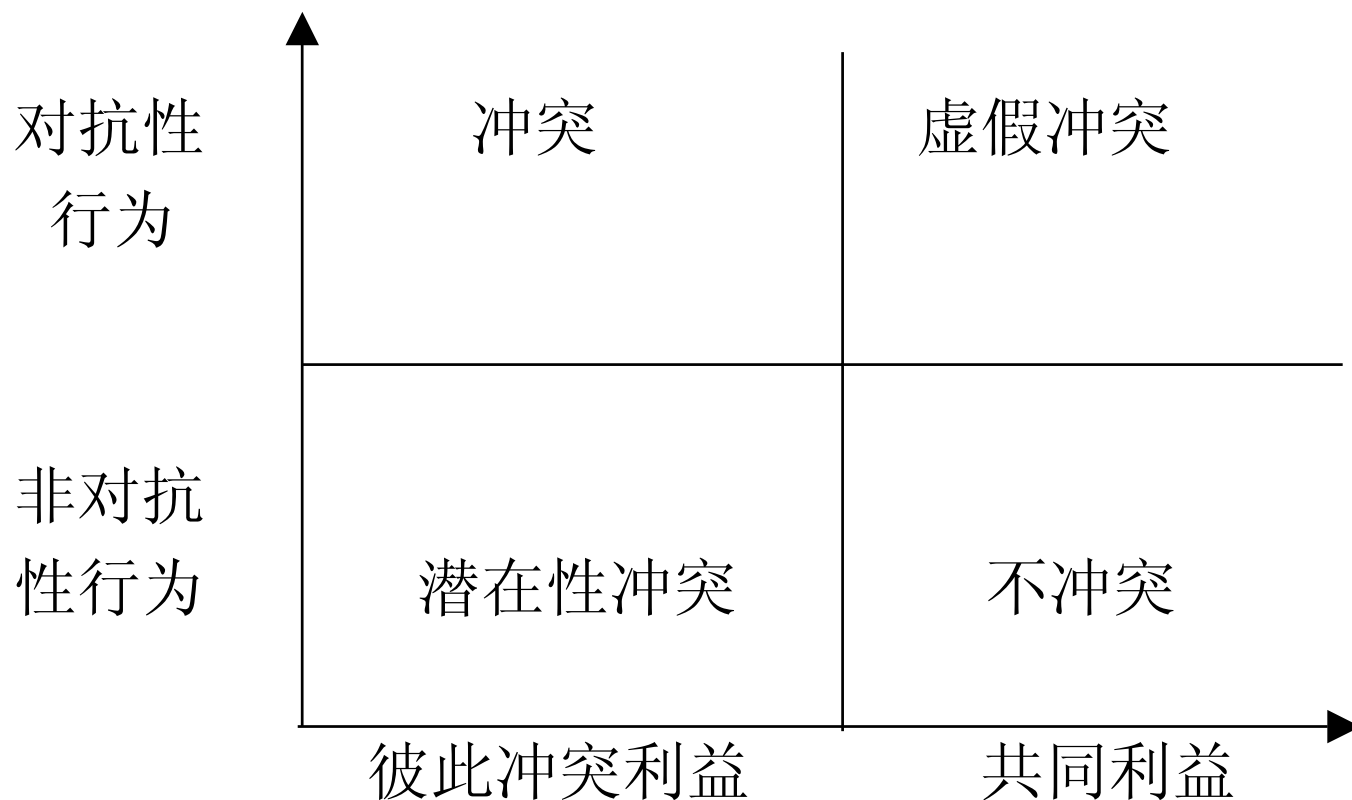 对抗性
行为
冲突
虚假冲突
非对抗
性行为
潜在性冲突
不冲突
彼此冲突利益
共同利益